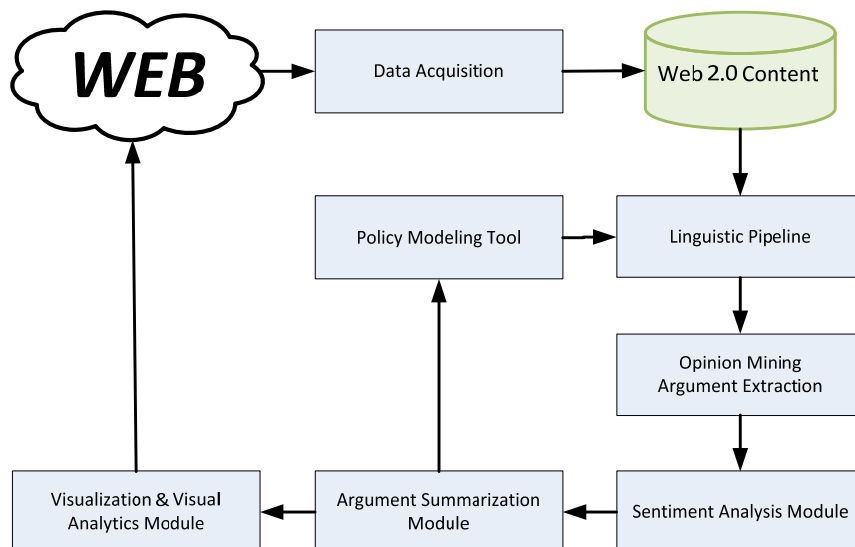 WEB
Data Acquisition
Web 2.0 Content
Policy Modeling Tool
Linguistic Pipeline
Opinion Mining
Argument Extraction
Visualization & Visual
Analytics Module
Argument Summarization
Module
Sentiment Analysis Module